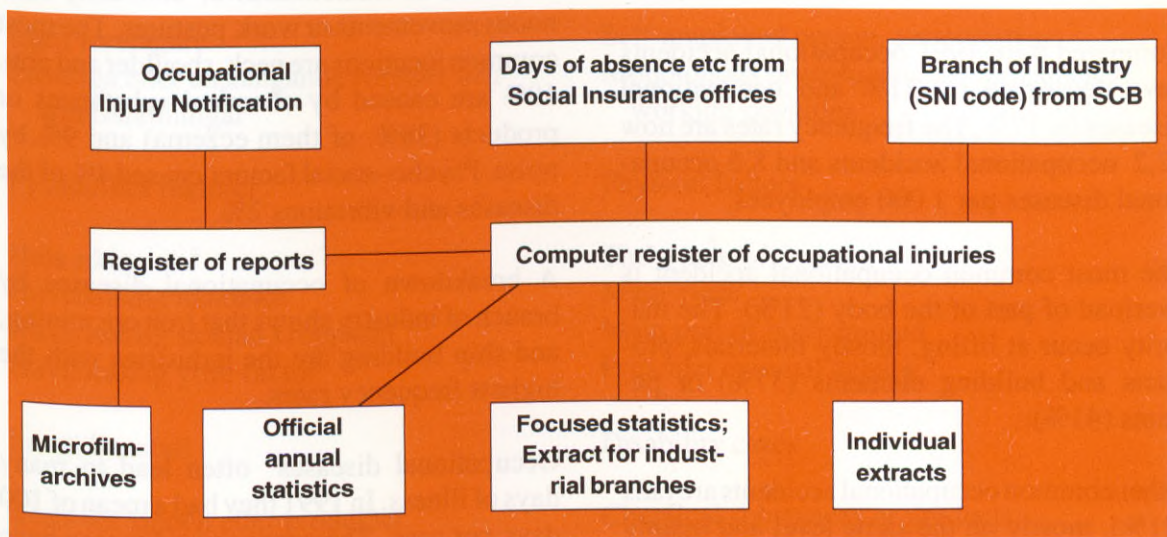 Occupational
Injury Notification
Days of absence etc from
Social Insurance offices
Branch of Industry
(SNI code) from SCB
Register of reports
Computer register of occupational injuries
Microfilm-
archives
Official
annual
statistics
Focused statistics;
Extract for indust-
rial branches
Individual
extracts